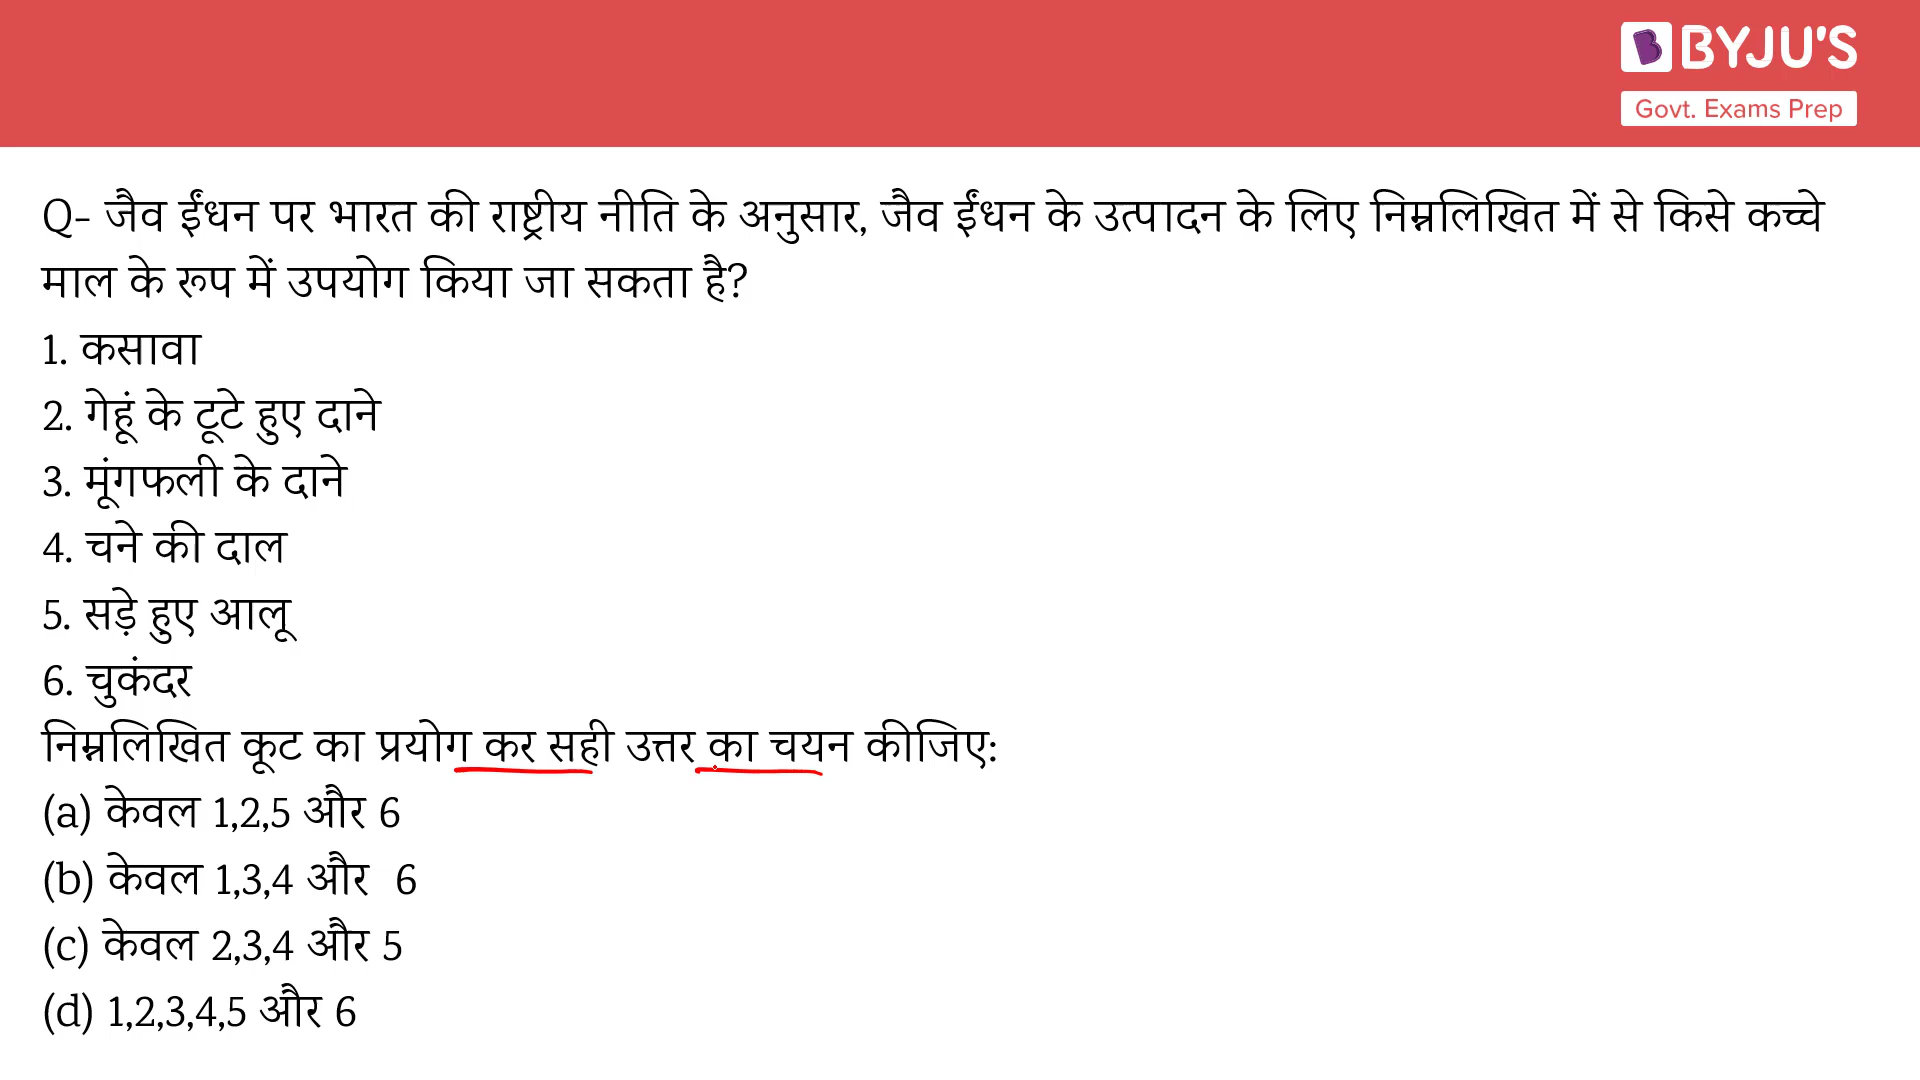 BYJU'S
Govt. Exams Prep
Q- जैव ईंधन पर भारत की राष्ट्रीय नीति के अनुसार, जैव ईंधन के उत्पादन के लिए निम्नलिखित में से किसे कच्चे
माल के रूप में उपयोग किया जा सकता है?
1. कसावा
2. गेहूं के टूटे हुए दाने
3. मूंगफली के दाने
4. चने की दाल
5. सड़े हुए आलू
6. चुकंदर
निम्नलिखित कूट का प्रयोग कर सही उत्तर का चयन कीजिए:
(a) केवल 1,2,5 और 6
(b) केवल 1,3,4 और  6
(c) केवल 2,3,4 और 5
(d) 1,2,3,4,5 और 6